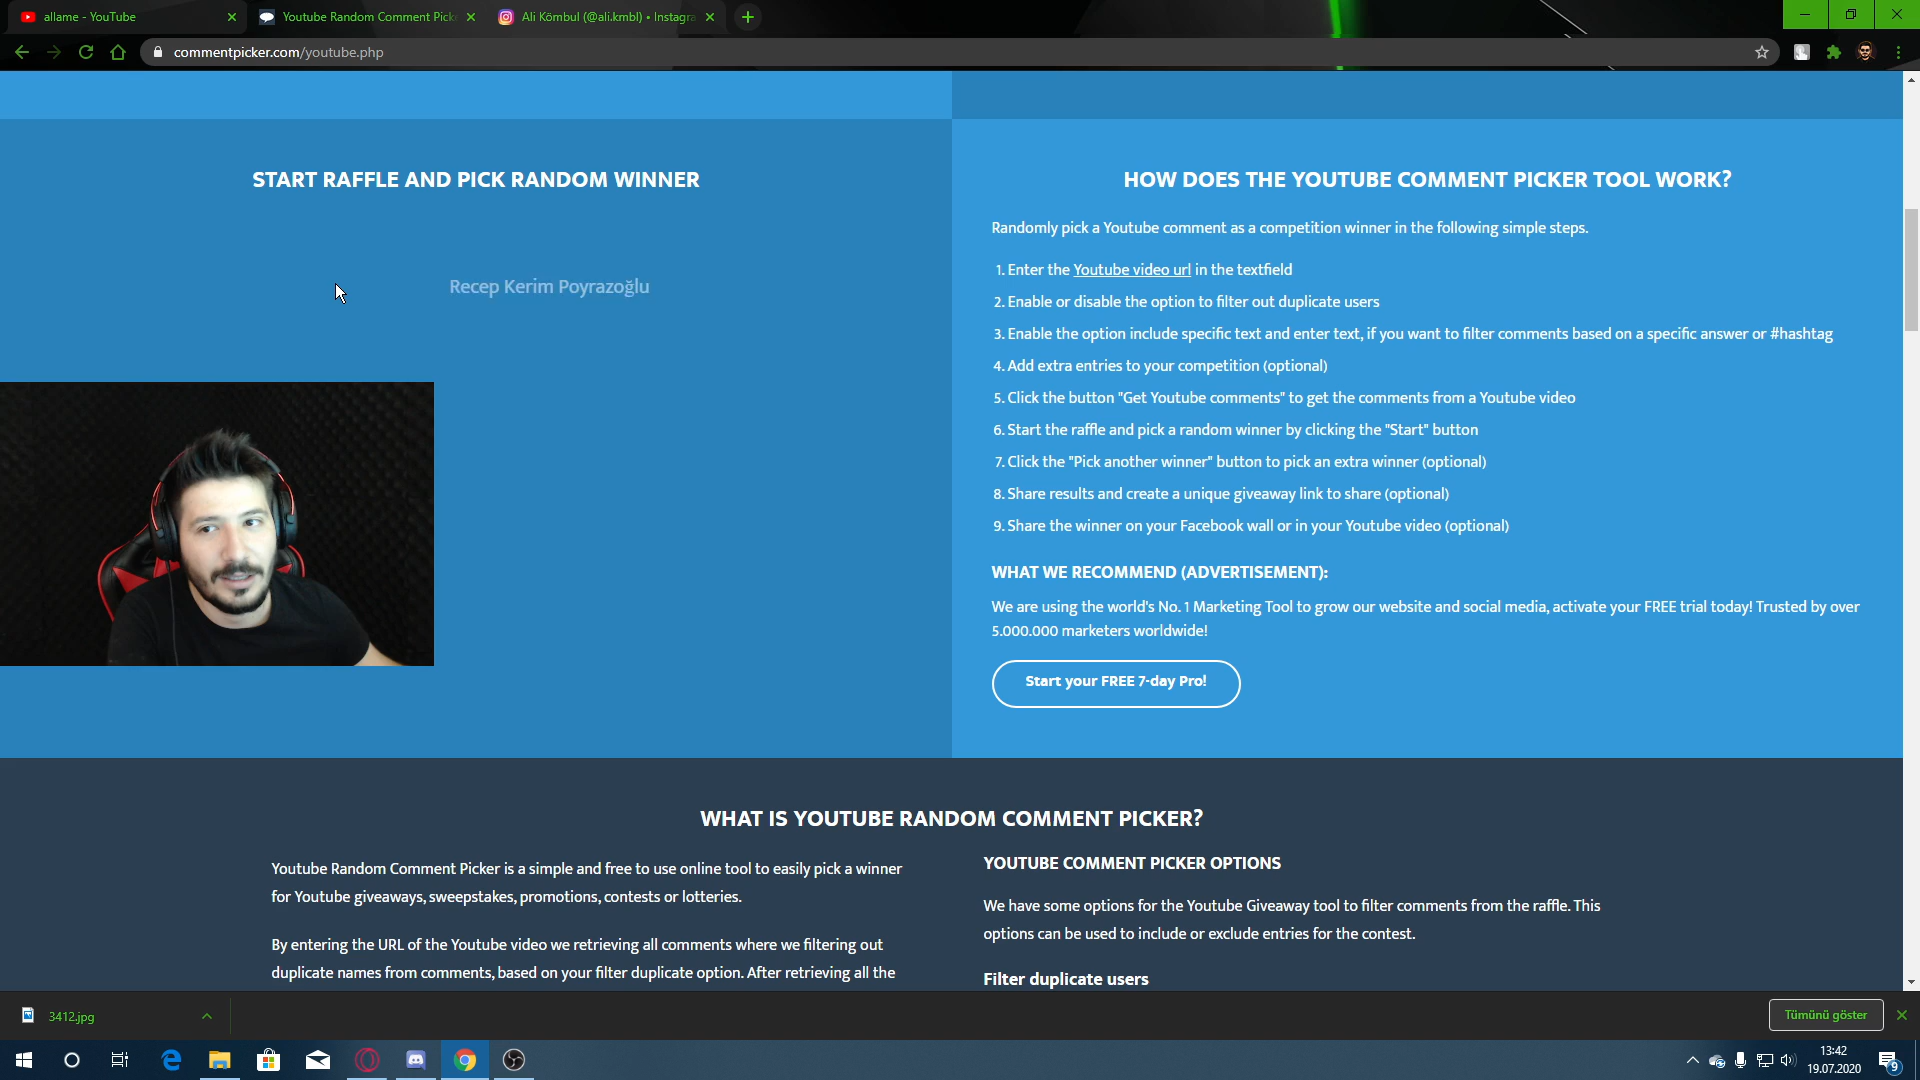 allame - YouTube
Youtube Random Comment Pick
Ali Kömbul (@ali.kmbl) • Instagra
commentpicker.com/youtube.php
START RAFFLE AND PICK RANDOM WINNER
Recep Kerim Poyrazoğlu
HOW DOES THE YOUTUBE COMMENT PICKER TOOL WORK?
Randomly pick a Youtube comment as a competition winner in the following simple steps.
1. Enter the Youtube video url in the textfield
2. Enable or disable the option to filter out duplicate users
3. Enable the option include specific text and enter text, if you want to filter comments based on a specific answer or #hashtag
4. Add extra entries to your competition (optional)
5. Click the button "Get Youtube comments" to get the comments from a Youtube video
6. Start the raffle and pick a random winner by clicking the "Start" button
7. Click the "Pick another winner" button to pick an extra winner (optional)
8. Share results and create a unique giveaway link to share (optional)
9. Share the winner on your Facebook wall or in your Youtube video (optional)
WHAT WE RECOMMEND (ADVERTISEMENT):
We are using the world's No. 1 Marketing Tool to grow our website and social media, activate your FREE trial today! Trusted by over
5.000.000 marketers worldwide!
Start your FREE 7-day Pro!
WHAT IS YOUTUBE RANDOM COMMENT PICKER?
Youtube Random Comment Picker is a simple and free to use online tool to easily pick a winner
for Youtube giveaways, sweepstakes, promotions, contests or lotteries.
By entering the URL of the Youtube video we retrieving all comments where we filtering out
duplicate names from comments, based on your filter duplicate option. After retrieving all the
YOUTUBE COMMENT PICKER OPTIONS
We have some options for the Youtube Giveaway tool to filter comments from the raffle. This
options can be used to include or exclude entries for the contest.
Filter duplicate users
3412.jpg
Tümünü göster
13:42
19.07.2020
9